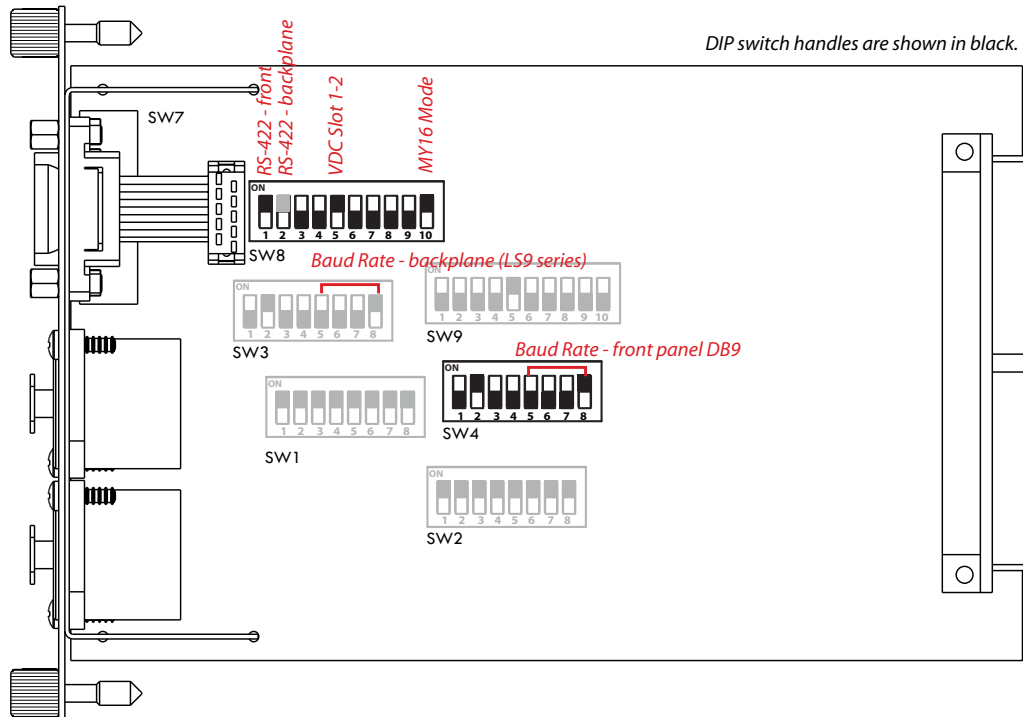 DIP switch handles are shown in black.
SW7
RS-422 - front
RS-422 - backplane
VDC Slot 1-2
MY16 Mode
ON
1 2 3 4 5 6 7 8 9 10
SW8
Baud Rate - backplane (LS9 series)
ON
1 2 3 4 5 6 7 8
SW3
ON
1 2 3 4 5 6 7 8 9 10
SW9
Baud Rate - front panel DB9
ON
1 2 3 4 5 6 7 8
SW4
ON
1 2 3 4 5 6 7 8
SW1
ON
1 2 3 4 5 6 7 8
SW2